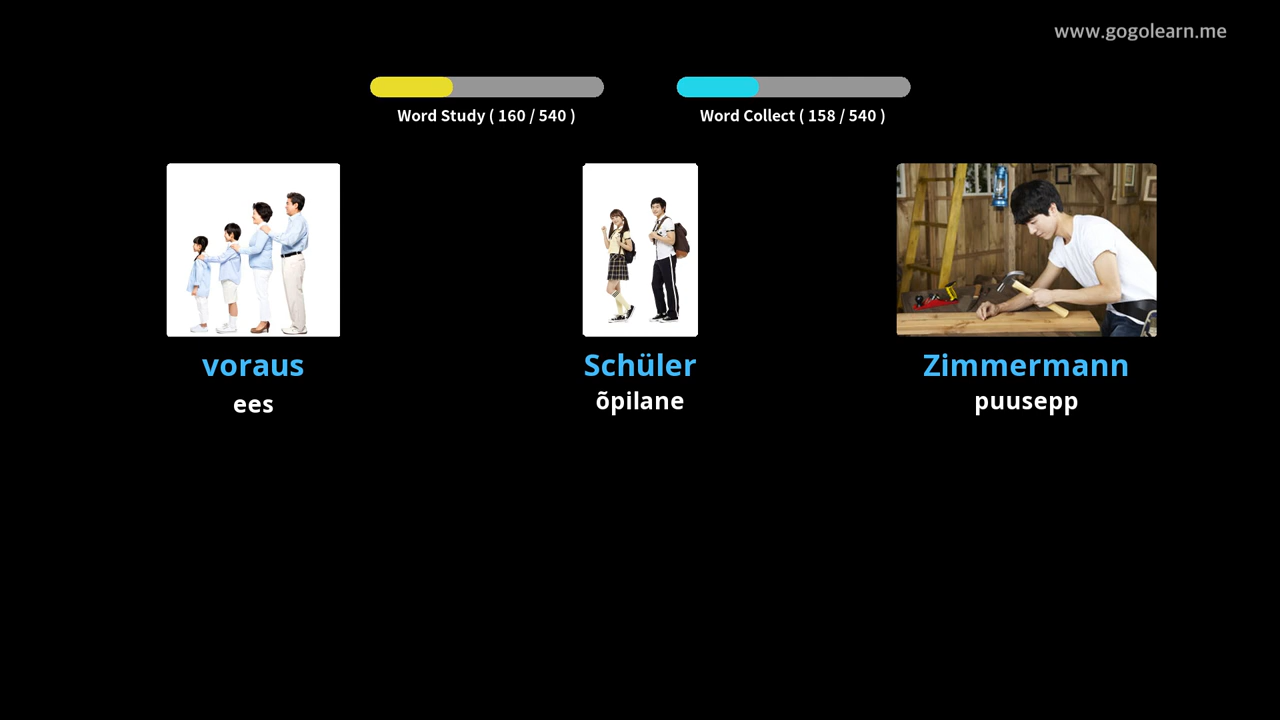 www.gogolearn.me
Word Study ( 160 / 540 )
Word Collect ( 158 / 540 )
voraus
ees
Schüler
õpilane
Zimmermann
puusepp